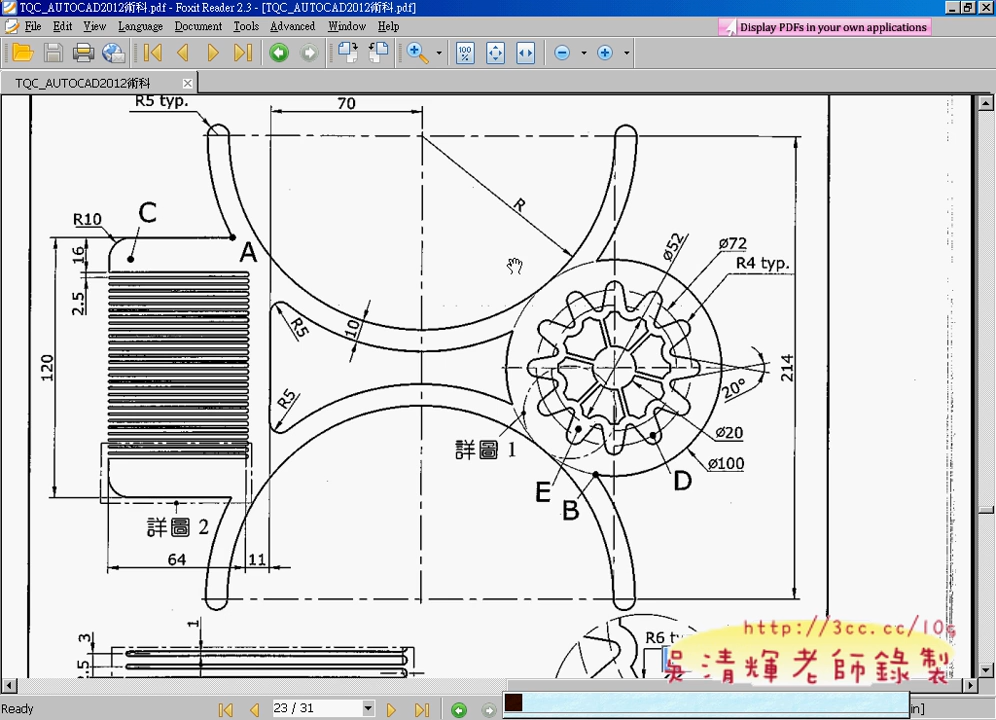 TQC_AUTOCAD2012術科.pdf - Foxit Reader 2.3 - [TQC_AUTOCAD2012術科.pdf]
File Edit View Language Document Tools Advanced Window Help
Display PDFs in your own applications
TQC_AUTOCAD2012術科
R5 typ.
70
R
R10
C
A
16
2.5
120
R5
10
R5
ø52
ø72
R4 typ.
214
20°
ø20
ø100
詳圖 1
E
B
D
詳圖 2
64
11
3
1
R6
http://3cc.cc/10g
吳清輝老師錄製
Ready
23 / 31
in]